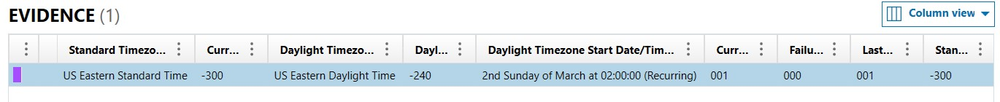 EVIDENCE (1)
Column view
Standard Timezo... Curr... Daylight Timezo... Dayl... Daylight Timezone Start Date/Tim... Curr... Failu... Last... Stan...
US Eastern Standard Time -300 US Eastern Daylight Time -240 2nd Sunday of March at 02:00:00 (Recurring) 001 000 001 -300